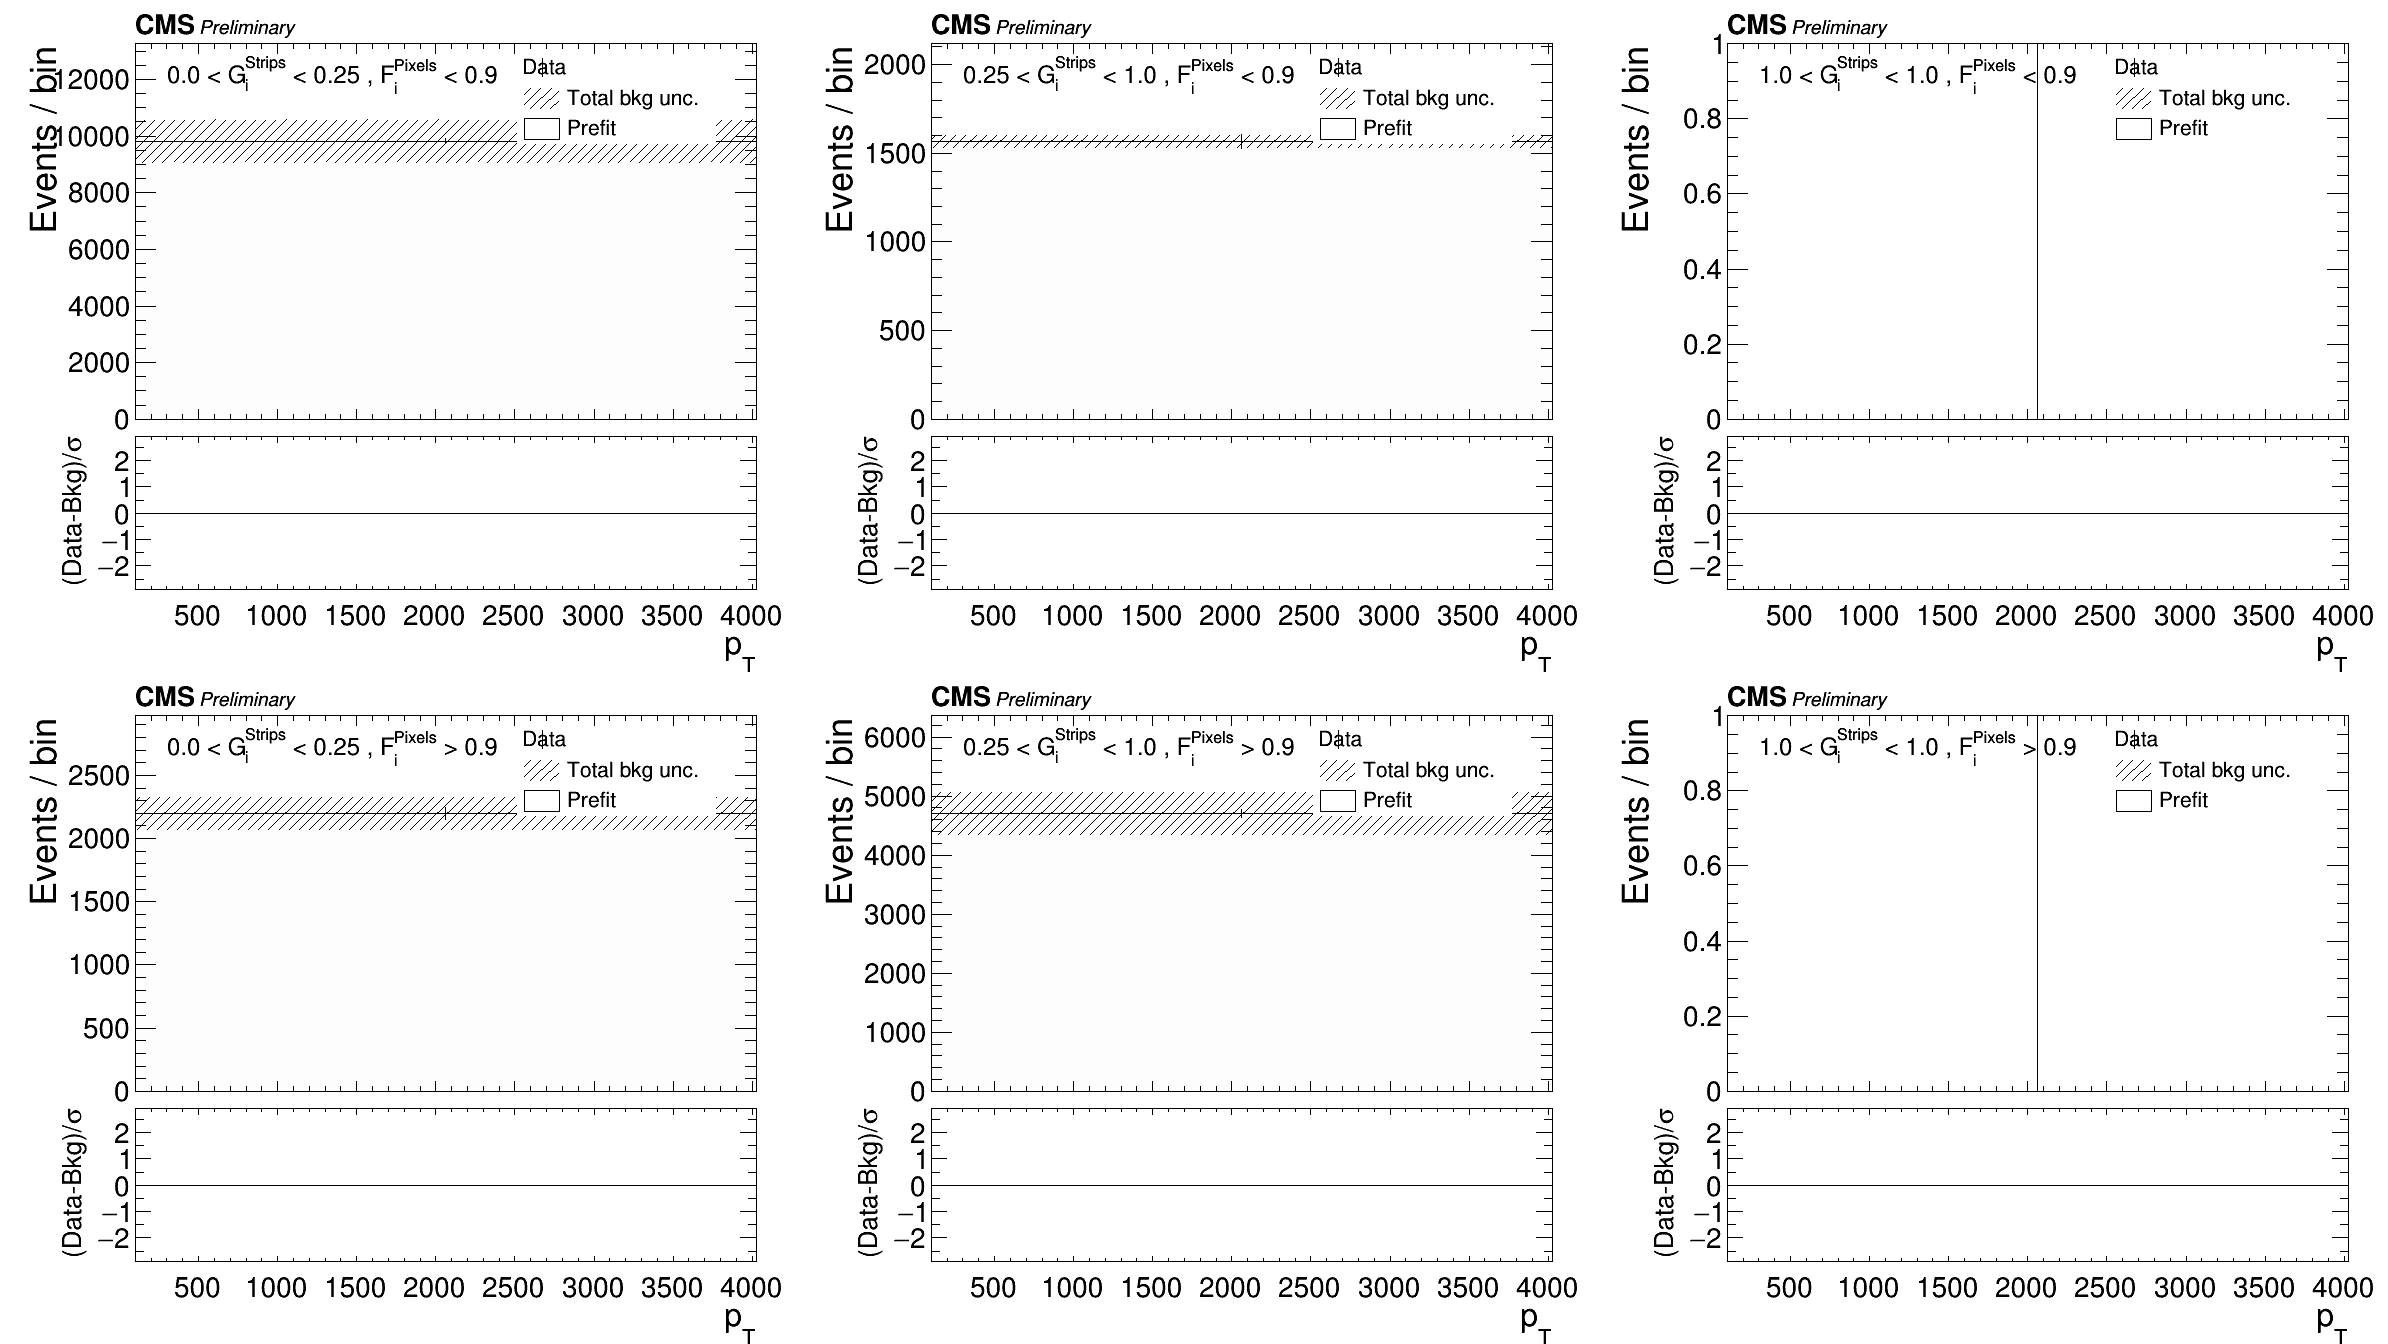 CMS Preliminary
Events / bin
0.0 < G_i^Strips < 0.25 , F_i^Pixels < 0.9
Data
Total bkg unc.
Prefit
12000
10000
8000
6000
4000
2000
0
(Data-Bkg)/σ
2
1
0
−1
−2
500 1000 1500 2000 2500 3000 3500 4000
p_T
CMS Preliminary
Events / bin
0.25 < G_i^Strips < 1.0 , F_i^Pixels < 0.9
Data
Total bkg unc.
Prefit
2000
1500
1000
500
0
(Data-Bkg)/σ
2
1
0
−1
−2
500 1000 1500 2000 2500 3000 3500 4000
p_T
CMS Preliminary
Events / bin
1.0 < G_i^Strips < 1.0 , F_i^Pixels < 0.9
Data
Total bkg unc.
Prefit
1
0.8
0.6
0.4
0.2
0
(Data-Bkg)/σ
2
1
0
−1
−2
500 1000 1500 2000 2500 3000 3500 4000
p_T
CMS Preliminary
Events / bin
0.0 < G_i^Strips < 0.25 , F_i^Pixels > 0.9
Data
Total bkg unc.
Prefit
2500
2000
1500
1000
500
0
(Data-Bkg)/σ
2
1
0
−1
−2
500 1000 1500 2000 2500 3000 3500 4000
p_T
CMS Preliminary
Events / bin
0.25 < G_i^Strips < 1.0 , F_i^Pixels > 0.9
Data
Total bkg unc.
Prefit
6000
5000
4000
3000
2000
1000
0
(Data-Bkg)/σ
2
1
0
−1
−2
500 1000 1500 2000 2500 3000 3500 4000
p_T
CMS Preliminary
Events / bin
1.0 < G_i^Strips < 1.0 , F_i^Pixels > 0.9
Data
Total bkg unc.
Prefit
1
0.8
0.6
0.4
0.2
0
(Data-Bkg)/σ
2
1
0
−1
−2
500 1000 1500 2000 2500 3000 3500 4000
p_T